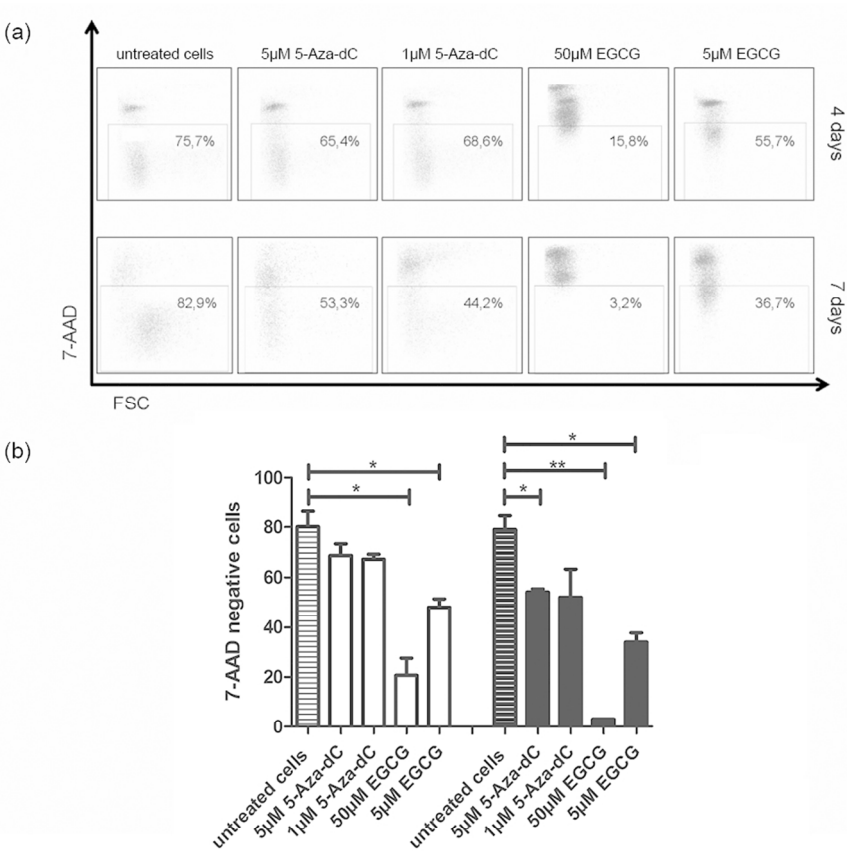 (a)
untreated cells 5µM 5-Aza-dC 1µM 5-Aza-dC 50µM EGCG 5µM EGCG
75,7% 65,4% 68,6% 15,8% 55,7%
4 days
82,9% 53,3% 44,2% 3,2% 36,7%
7 days
7-AAD
FSC
(b)
* *
* ** *
7-AAD negative cells
100
80
60
40
20
0
untreated cells
5µM 5-Aza-dC
1µM 5-Aza-dC
50µM EGCG
5µM EGCG
untreated cells
5µM 5-Aza-dC
1µM 5-Aza-dC
50µM EGCG
5µM EGCG